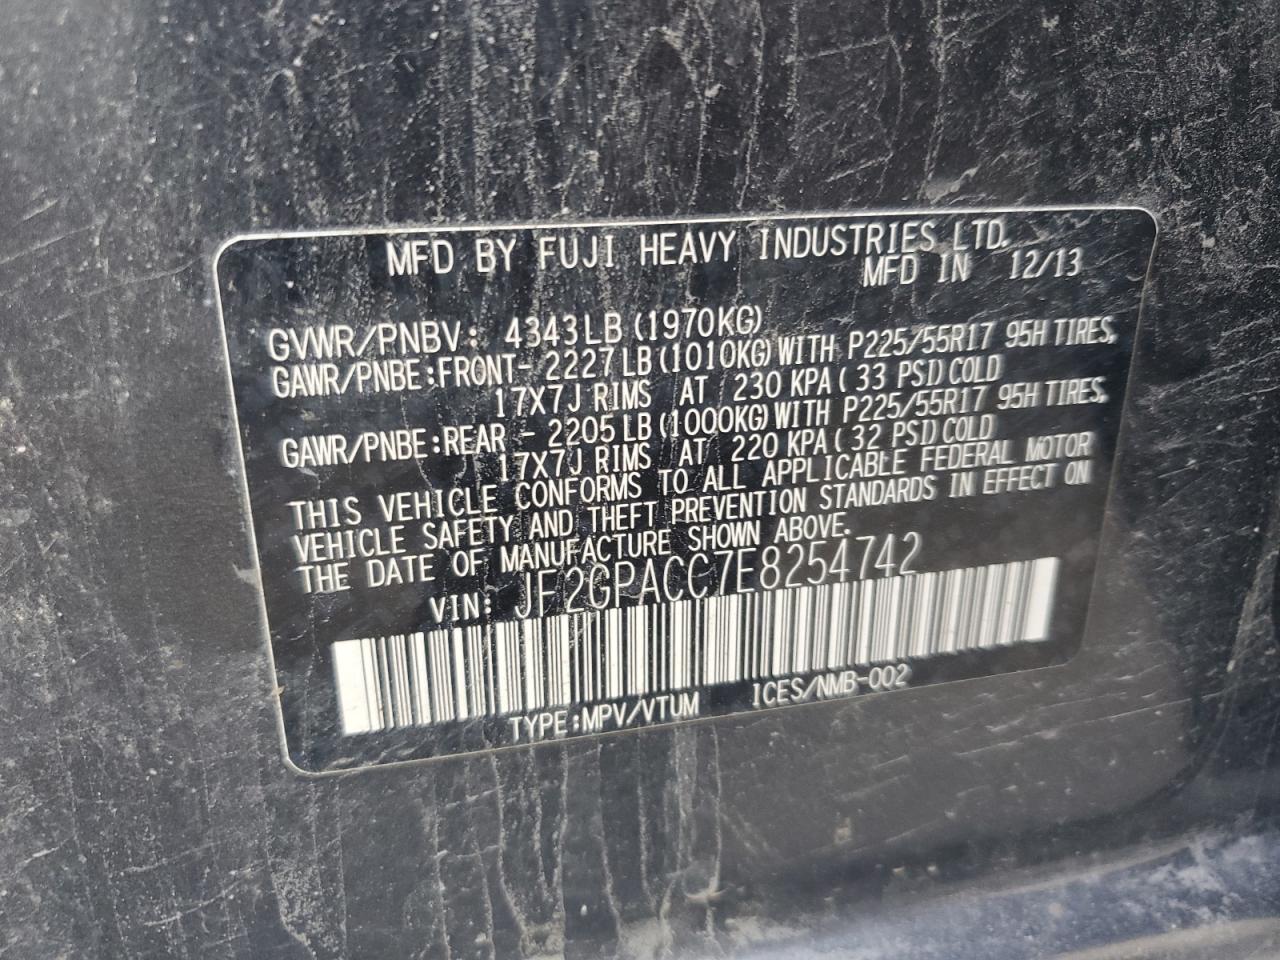 MFD BY FUJI HEAVY INDUSTRIES LTD.
MFD IN 12/13
GVWR/PNBV: 4343LB (1970KG)
GAWR/PNBE:FRONT- 2227LB (1010KG) WITH P225/55R17 95H TIRES,
17X7J RIMS AT 230 KPA ( 33 PSI) COLD
GAWR/PNBE:REAR - 2205LB (1000KG) WITH P225/55R17 95H TIRES,
17X7J RIMS AT 220 KPA ( 32 PSI) COLD
THIS VEHICLE CONFORMS TO ALL APPLICABLE FEDERAL MOTOR
VEHICLE SAFETY AND THEFT PREVENTION STANDARDS IN EFFECT ON
THE DATE OF MANUFACTURE SHOWN ABOVE.
VIN: JF2GPACC7E8254742
TYPE:MPV/VTUM ICES/NMB-002